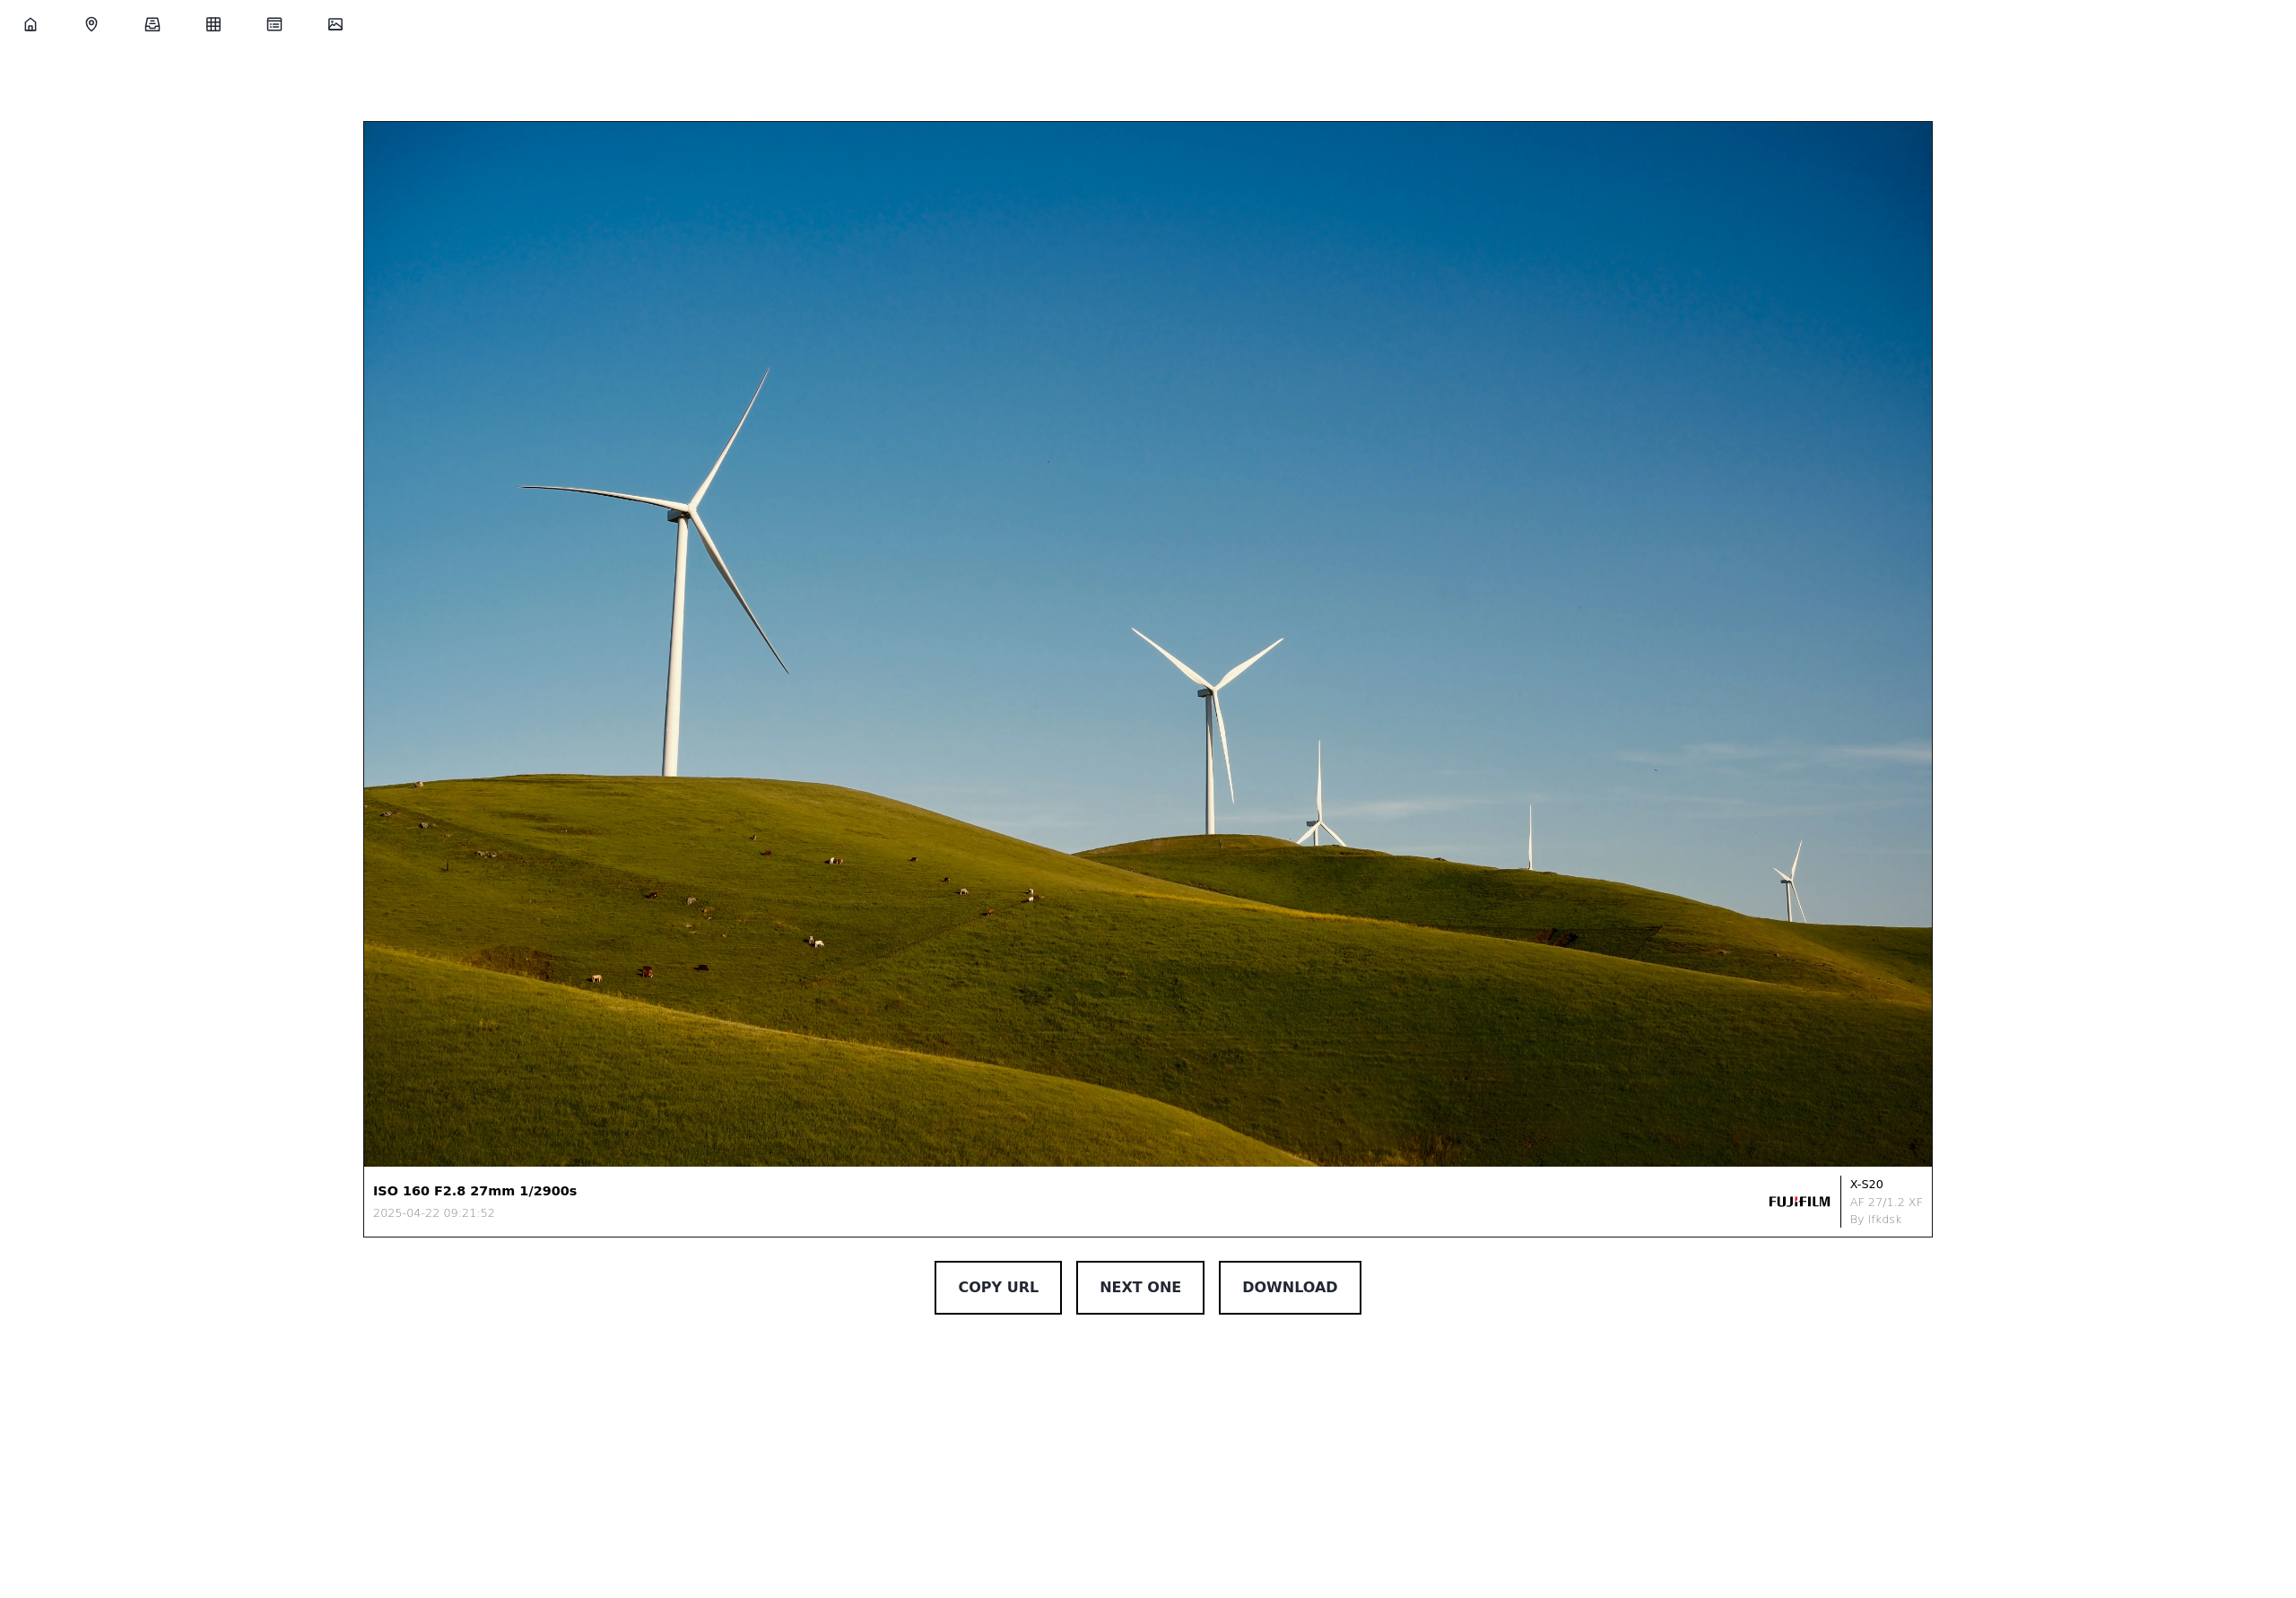 ISO 160 F2.8 27mm 1/2900s
2025-04-22 09:21:52
FUJIFILM
X-S20
AF 27/1.2 XF
By lfkdsk
COPY URL
NEXT ONE
DOWNLOAD